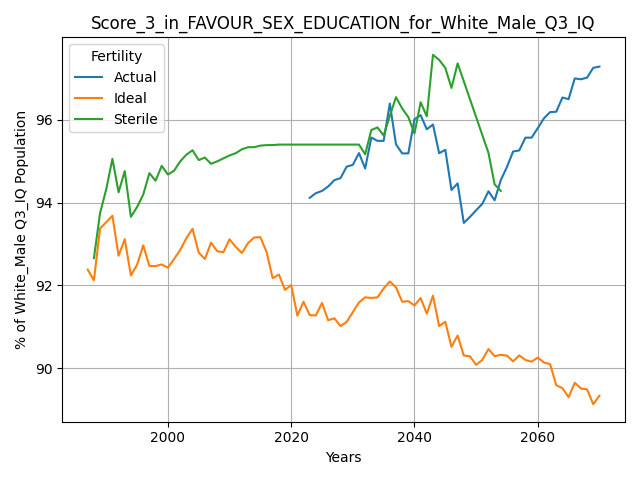 Score_3_in_FAVOUR_SEX_EDUCATION_for_White_Male_Q3_IQ
Fertility
Actual
Ideal
Sterile
% of White_Male Q3_IQ Population
96
94
92
90
2000
2020
2040
2060
Years